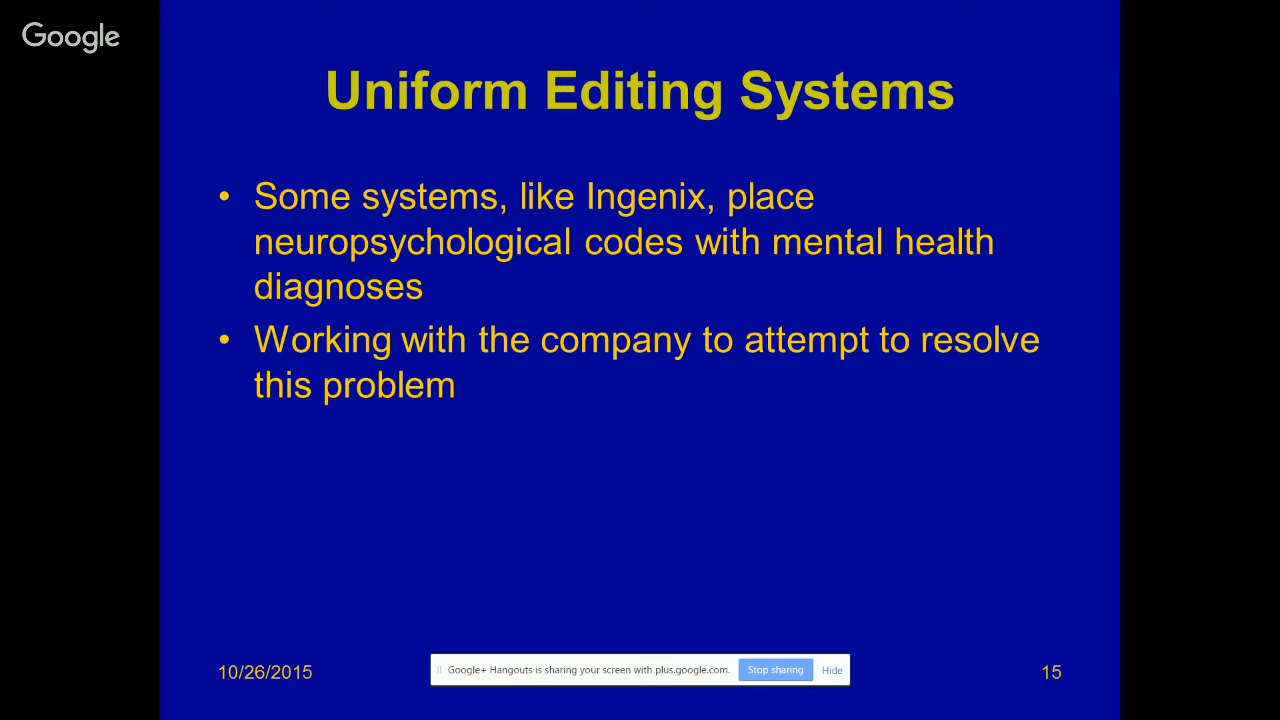 Google
Uniform Editing Systems
• Some systems, like Ingenix, place
neuropsychological codes with mental health
diagnoses
• Working with the company to attempt to resolve
this problem
10/26/2015
Google+ Hangouts is sharing your screen with plus.google.com.
Stop sharing
Hide
15